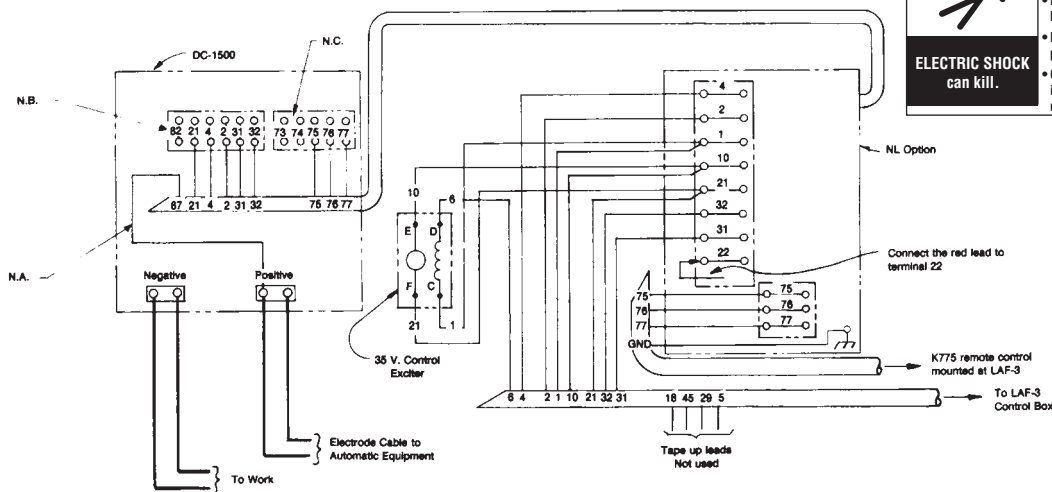 DC-1500
N.C.
N.B.
82 21 4 2 31 32
73 74 75 76 77
67 21 4 2 31 32 75 76 77
N.A.
Negative
Positive
To Work
Electrode Cable to
Automatic Equipment
10
6
E
D
F
C
21
1
35 V. Control
Exciter
4
2
1
10
21
32
31
22
NL Option
Connect the red lead to
terminal 22
75
76
77
75
76
77
GND
K775 remote control
mounted at LAF-3
6 4 2 1 10 21 32 31
18 45 29 5
To LAF-3
Control Box
Tape up leads
Not used
ELECTRIC SHOCK
can kill.